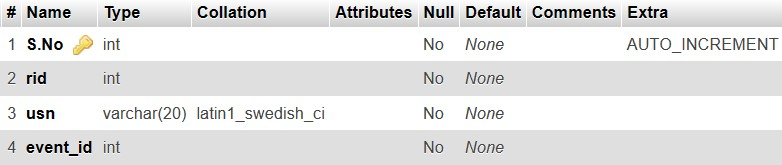 # Name Type Collation Attributes Null Default Comments Extra
1 S.No int No None AUTO_INCREMENT
2 rid int No None
3 usn varchar(20) latin1_swedish_ci No None
4 event_id int No None